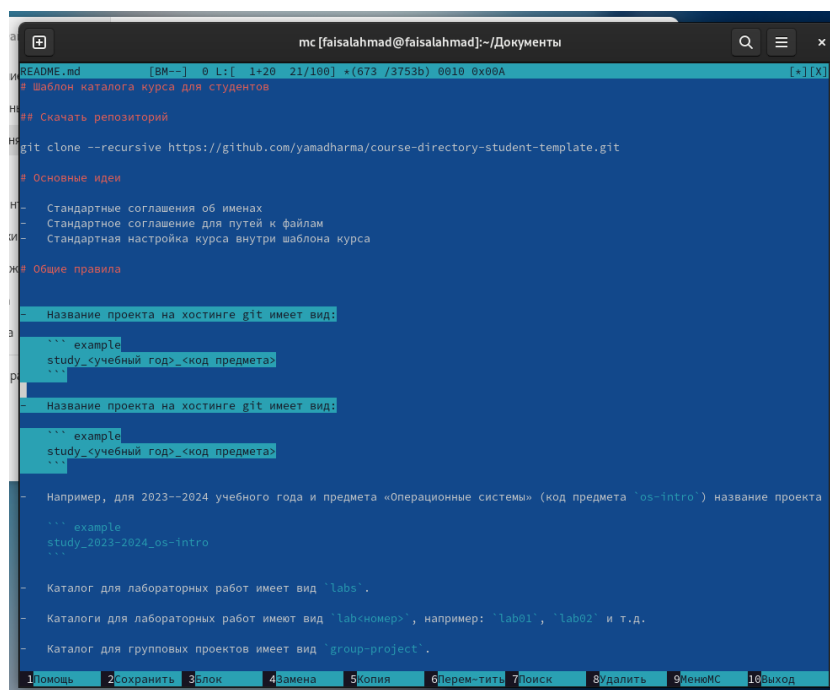 mc [faisalahmad@faisalahmad]:~/Документы
README.md [BM--] 0 L:[ 1+20 21/100] *(673 /3753b) 0010 0x00A [*][X]
# Шаблон каталога курса для студентов
## Скачать репозиторий
git clone --recursive https://github.com/yamadharma/course-directory-student-template.git
# Основные идеи
- Стандартные соглашения об именах
- Стандартное соглашение для путей к файлам
- Стандартная настройка курса внутри шаблона курса
# Общие правила
- Название проекта на хостинге git имеет вид:
``` example
study_<учебный год>_<код предмета>
```
- Название проекта на хостинге git имеет вид:
``` example
study_<учебный год>_<код предмета>
```
- Например, для 2023--2024 учебного года и предмета «Операционные системы» (код предмета `os-intro`) название проекта
``` example
study_2023-2024_os-intro
```
- Каталог для лабораторных работ имеет вид `labs`.
- Каталоги для лабораторных работ имеют вид `lab<номер>`, например: `lab01`, `lab02` и т.д.
- Каталог для групповых проектов имеет вид `group-project`.
1Помощь 2Сохранить 3Блок 4Замена 5Копия 6Перем~тить 7Поиск 8Удалить 9МенюMC 10Выход